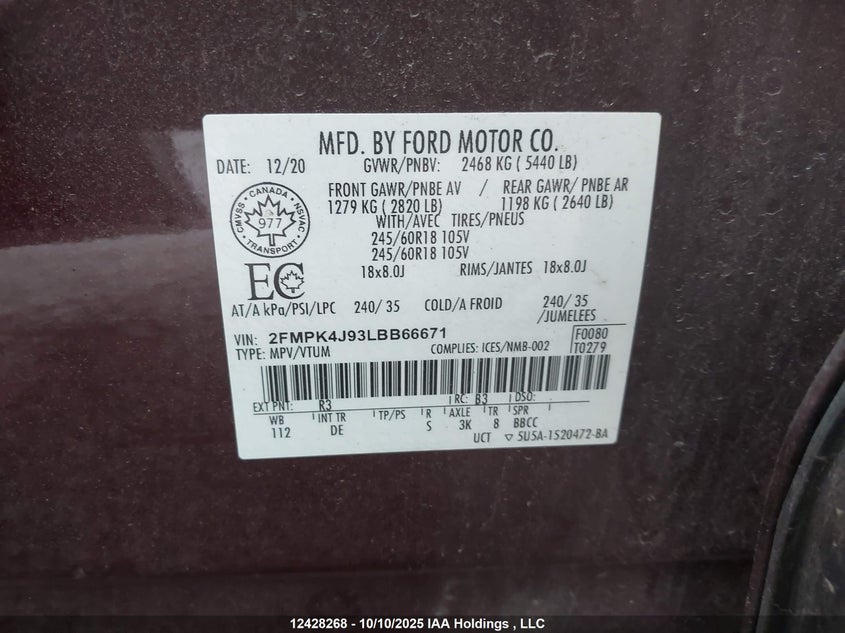 MFD. BY FORD MOTOR CO.
DATE: 12/20 GVWR/PNBV: 2468 KG ( 5440 LB)
CMVSS CANADA NSVAC
977
TRANSPORT
FRONT GAWR/PNBE AV / REAR GAWR/ PNBE AR
1279 KG ( 2820 LB) 1198 KG ( 2640 LB)
WITH/AVEC TIRES/PNEUS
245/60R18 105V
245/60R18 105V
18x8.0J RIMS/JANTES 18x8.0J
EC
AT/A kPa/PSI/LPC 240/ 35 COLD/A FROID 240/ 35
/JUMELEES
VIN: 2FMPK4J93LBB66671 F0080
TYPE: MPV/VTUM COMPLIES: ICES/NMB-002 T0279
EXT PNT: R3 RC: B3 DSO:
WB INT TR TP/PS R AXLE TR SPR
112 DE S 3K 8 BBCC
UCT ▽ 5U5A-1520472-BA
12428268 - 10/10/2025 IAA Holdings , LLC